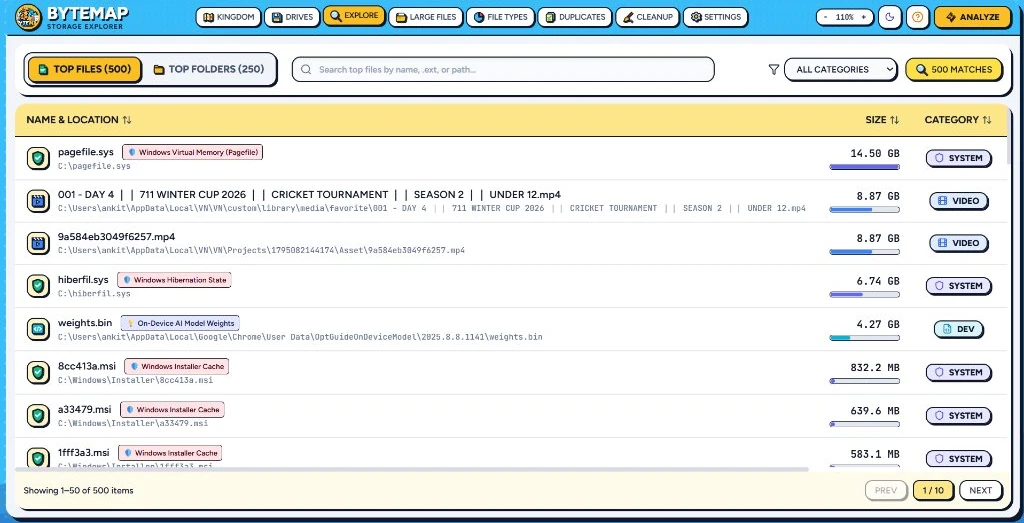 BYTEMAP
STORAGE EXPLORER
KINGDOM DRIVES EXPLORE LARGE FILES FILE TYPES DUPLICATES CLEANUP SETTINGS - 110% + ANALYZE
TOP FILES (500) TOP FOLDERS (250) Search top files by name, .ext, or path... ALL CATEGORIES 500 MATCHES
NAME & LOCATION SIZE CATEGORY
pagefile.sys Windows Virtual Memory (Pagefile) 14.50 GB SYSTEM
C:\pagefile.sys
001 - DAY 4 | | 711 WINTER CUP 2026 | | CRICKET TOURNAMENT | | SEASON 2 | | UNDER 12.mp4 8.87 GB VIDEO
C:\Users\ankit\AppData\Local\VN\VN\custom\library\media\favorite\001 - DAY 4 || 711 WINTER CUP 2026 || CRICKET TOURNAMENT || SEASON 2 || UNDER 12.mp4
9a584eb3049f6257.mp4 8.87 GB VIDEO
C:\Users\ankit\AppData\Local\VN\VN\Projects\1795082144174\Asset\9a584eb3049f6257.mp4
hiberfil.sys Windows Hibernation State 6.74 GB SYSTEM
C:\hiberfil.sys
weights.bin On-Device AI Model Weights 4.27 GB DEV
C:\Users\ankit\AppData\Local\Google\Chrome\User Data\OptGuideOnDeviceModel\2025.8.8.1141\weights.bin
8cc413a.msi Windows Installer Cache 832.2 MB SYSTEM
C:\Windows\Installer\8cc413a.msi
a33479.msi Windows Installer Cache 639.6 MB SYSTEM
C:\Windows\Installer\a33479.msi
1fff3a3.msi Windows Installer Cache 583.1 MB SYSTEM
C:\Windows\Installer\1fff3a3.msi
Showing 1–50 of 500 items PREV 1 / 10 NEXT